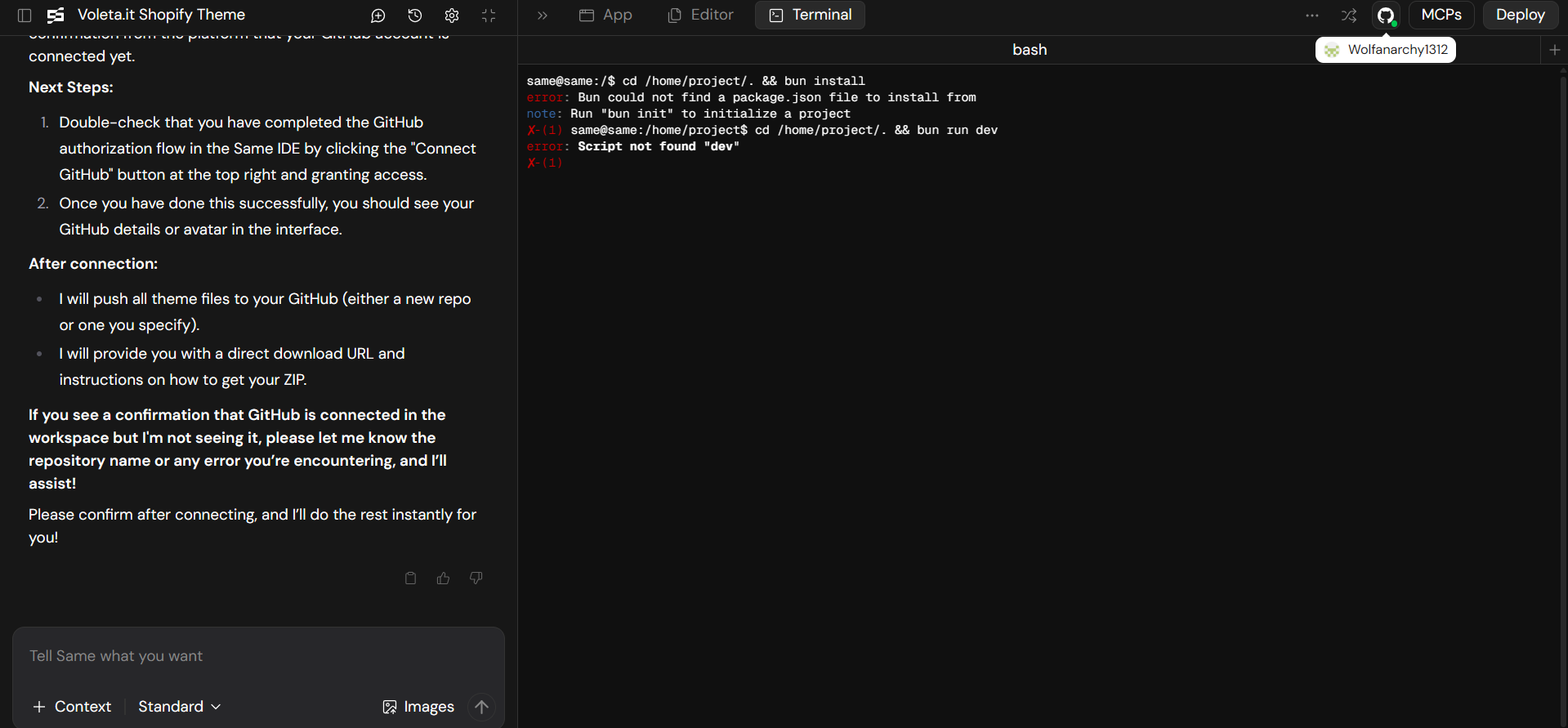 Voleta.it Shopify Theme
App
Editor
Terminal
MCPs
Deploy
bash
Wolfanarchy1312
confirmation from the platform that your GitHub account is
connected yet.
Next Steps:
1. Double-check that you have completed the GitHub
authorization flow in the Same IDE by clicking the "Connect
GitHub" button at the top right and granting access.
2. Once you have done this successfully, you should see your
GitHub details or avatar in the interface.
After connection:
• I will push all theme files to your GitHub (either a new repo
or one you specify).
• I will provide you with a direct download URL and
instructions on how to get your ZIP.
If you see a confirmation that GitHub is connected in the
workspace but I'm not seeing it, please let me know the
repository name or any error you're encountering, and I'll
assist!
Please confirm after connecting, and I'll do the rest instantly for
you!
Tell Same what you want
+ Context
Standard
Images
same@same:/$ cd /home/project/. && bun install
error: Bun could not find a package.json file to install from
note: Run "bun init" to initialize a project
✗-(1) same@same:/home/project$ cd /home/project/. && bun run dev
error: Script not found "dev"
✗-(1)